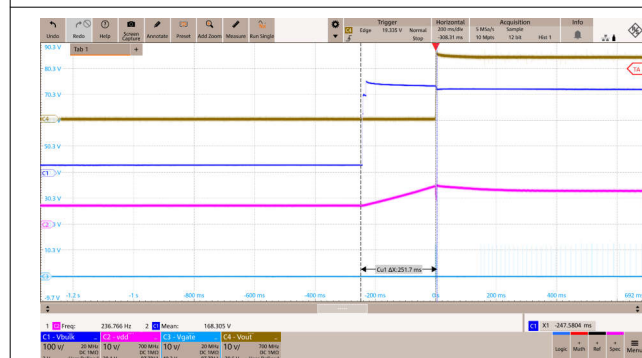 Undo Redo Help Screen Capture Annotate Preset Add Zoom Measure Run Single
Trigger Horizontal Acquisition Info
Edge 19.335 V Normal 200 ms/div 5 MSa/s Sample
Stop -308.31 ms 10 Mpts 12 bit Hist 1
90.3 V Tab 1 +
80.3 V
TA
70.3 V
C4
50.3 V
C1
30.3 V
C2
10.3 V
C3
Cu1 ΔX:251.7 ms
-9.7 V -1.2 s -1 s -800 ms -600 ms -400 ms -200 ms 0 s 200 ms 400 ms 692 m
1 C2 Freq: 236.766 Hz 2 C1 Mean: 168.305 V C1 X1 -247.5804 ms
C1 - Vbulk C2 - vdd C3 - Vgate C4 - Vout
100 V/ 20 MHz DC 1MΩ 10 V/ 700 MHz DC 1MΩ 10 V/ 20 MHz DC 1MΩ 10 V/ 700 MHz DC 1MΩ
Logic Math Ref Spec Menu